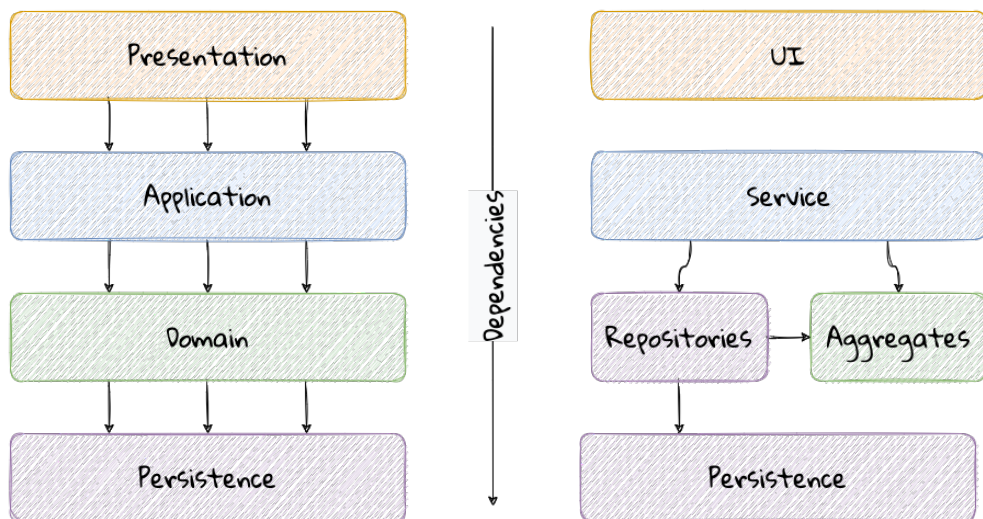 Presentation
Application
Domain
Persistence
Dependencies
UI
Service
Repositories
Aggregates
Persistence